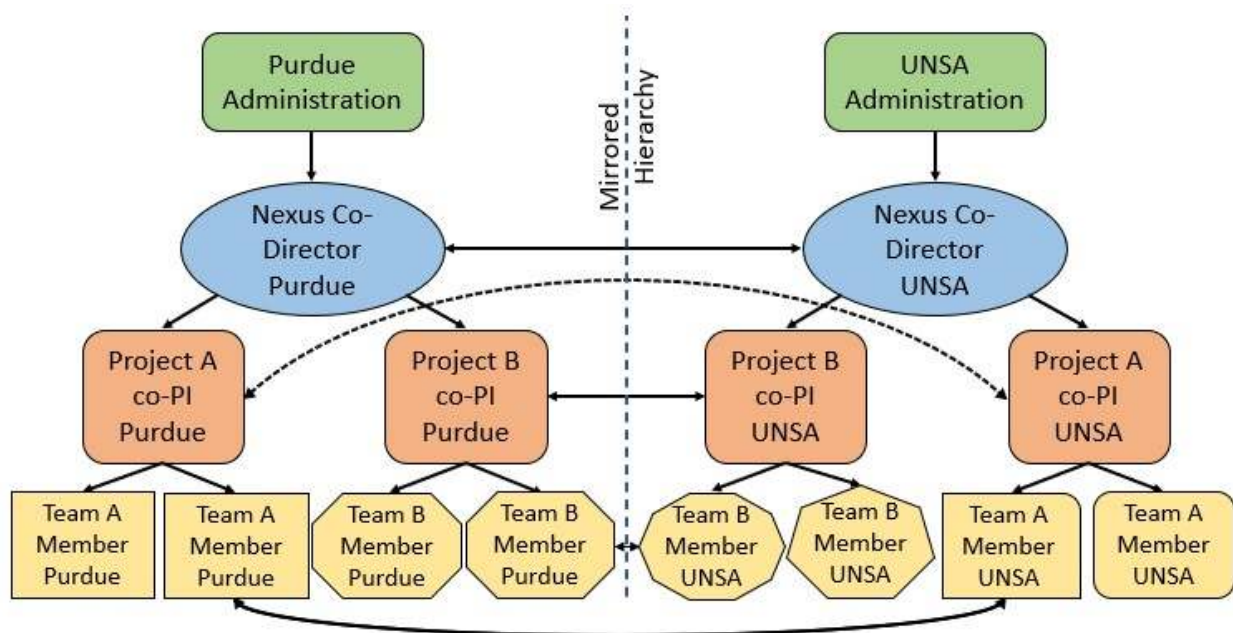 Purdue
Administration
UNSA
Administration
Mirrored
Hierarchy
Nexus Co-
Director
Purdue
Nexus Co-
Director
UNSA
Project A
co-PI
Purdue
Project B
co-PI
Purdue
Project B
co-PI
UNSA
Project A
co-PI
UNSA
Team A
Member
Purdue
Team A
Member
Purdue
Team B
Member
Purdue
Team B
Member
Purdue
Team B
Member
UNSA
Team B
Member
UNSA
Team A
Member
UNSA
Team A
Member
UNSA